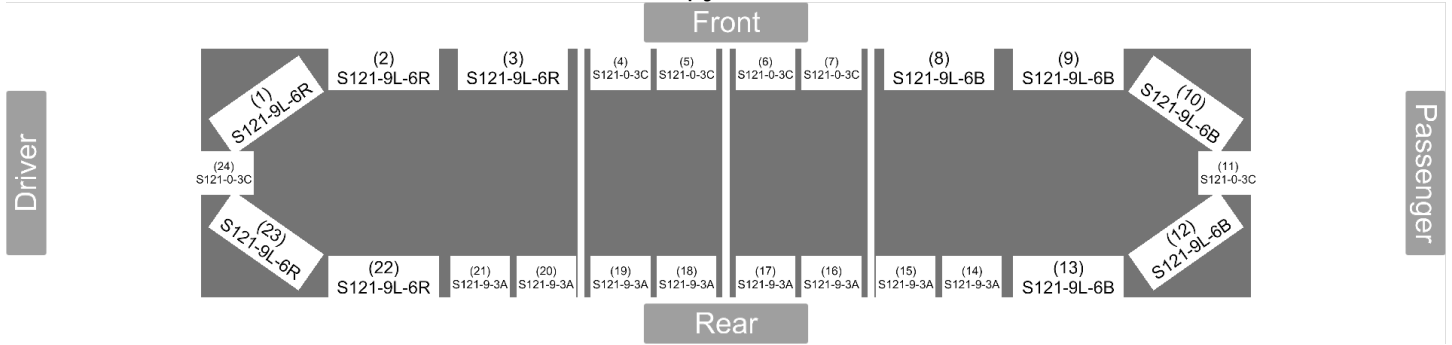 Front
Driver
(1)
S121-9L-6R
(2)
S121-9L-6R
(3)
S121-9L-6R
(4)
S121-0-3C
(5)
S121-0-3C
(6)
S121-0-3C
(7)
S121-0-3C
(8)
S121-9L-6B
(9)
S121-9L-6B
(10)
S121-9L-6B
(24)
S121-0-3C
(11)
S121-0-3C
Passenger
(23)
S121-9L-6R
(22)
S121-9L-6R
(21)
S121-9-3A
(20)
S121-9-3A
(19)
S121-9-3A
(18)
S121-9-3A
(17)
S121-9-3A
(16)
S121-9-3A
(15)
S121-9-3A
(14)
S121-9-3A
(13)
S121-9L-6B
(12)
S121-9L-6B
Rear